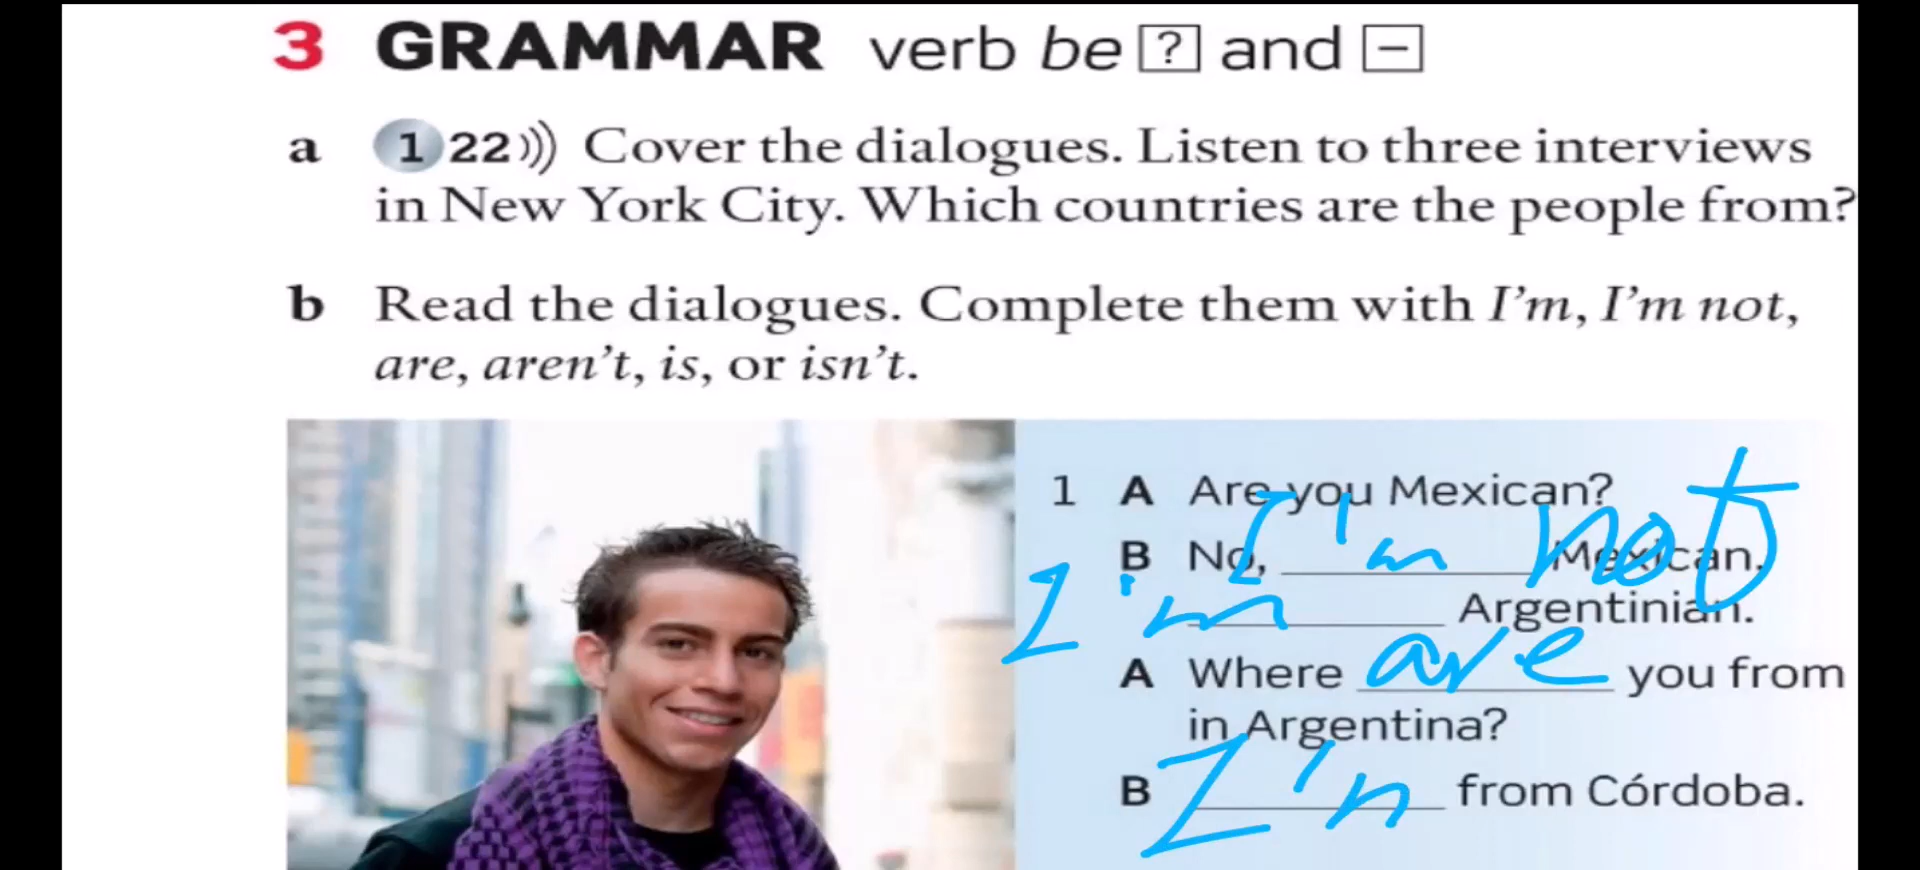 3 GRAMMAR verb be ? and −
a 1 22 Cover the dialogues. Listen to three interviews
in New York City. Which countries are the people from?
b Read the dialogues. Complete them with I'm, I'm not,
are, aren't, is, or isn't.
1 A Are you Mexican?
B No, I'm not Mexican.
I'm Argentinian.
A Where are you from
in Argentina?
B I'n from Córdoba.